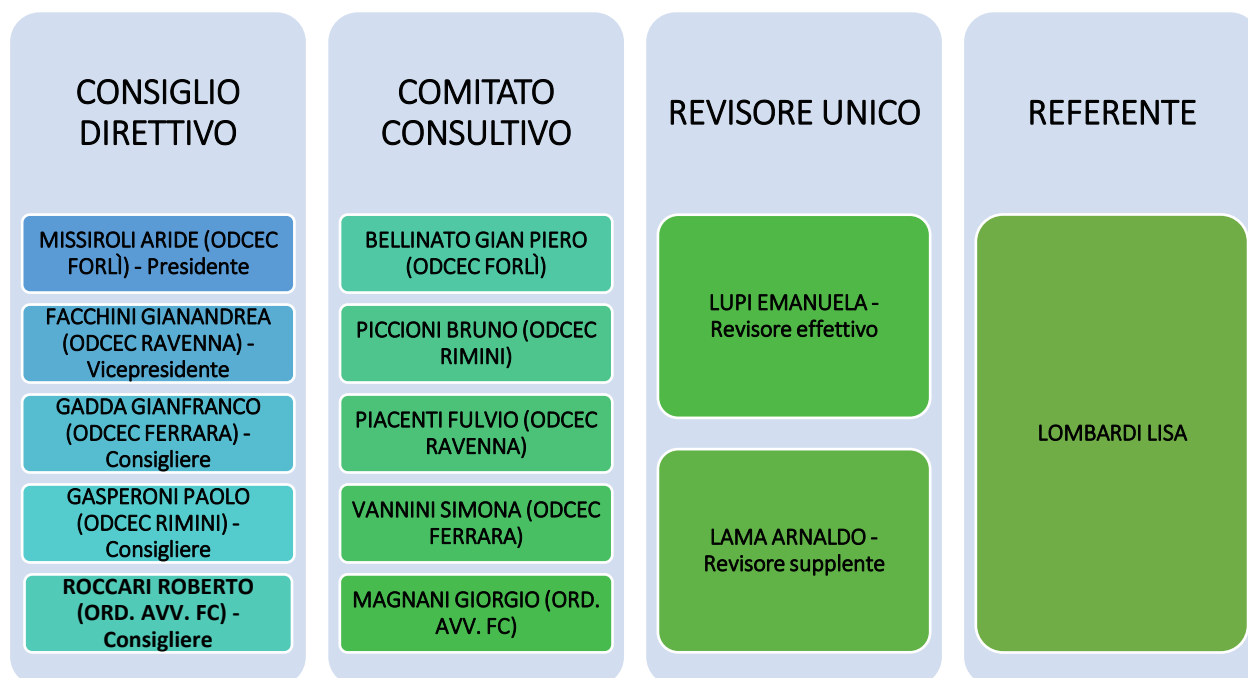 CONSIGLIO
DIRETTIVO
MISSIROLI ARIDE (ODCEC
FORLÌ) - Presidente
FACCHINI GIANANDREA
(ODCEC RAVENNA) -
Vicepresidente
GADDA GIANFRANCO
(ODCEC FERRARA) -
Consigliere
GASPERONI PAOLO
(ODCEC RIMINI) -
Consigliere
ROCCARI ROBERTO
(ORD. AVV. FC) -
Consigliere
COMITATO
CONSULTIVO
BELLINATO GIAN PIERO
(ODCEC FORLÌ)
PICCIONI BRUNO (ODCEC
RIMINI)
PIACENTI FULVIO (ODCEC
RAVENNA)
VANNINI SIMONA (ODCEC
FERRARA)
MAGNANI GIORGIO (ORD.
AVV. FC)
REVISORE UNICO
LUPI EMANUELA -
Revisore effettivo
LAMA ARNALDO -
Revisore supplente
REFERENTE
LOMBARDI LISA